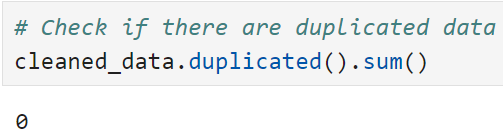 # Check if there are duplicated data
cleaned_data.duplicated().sum()
0